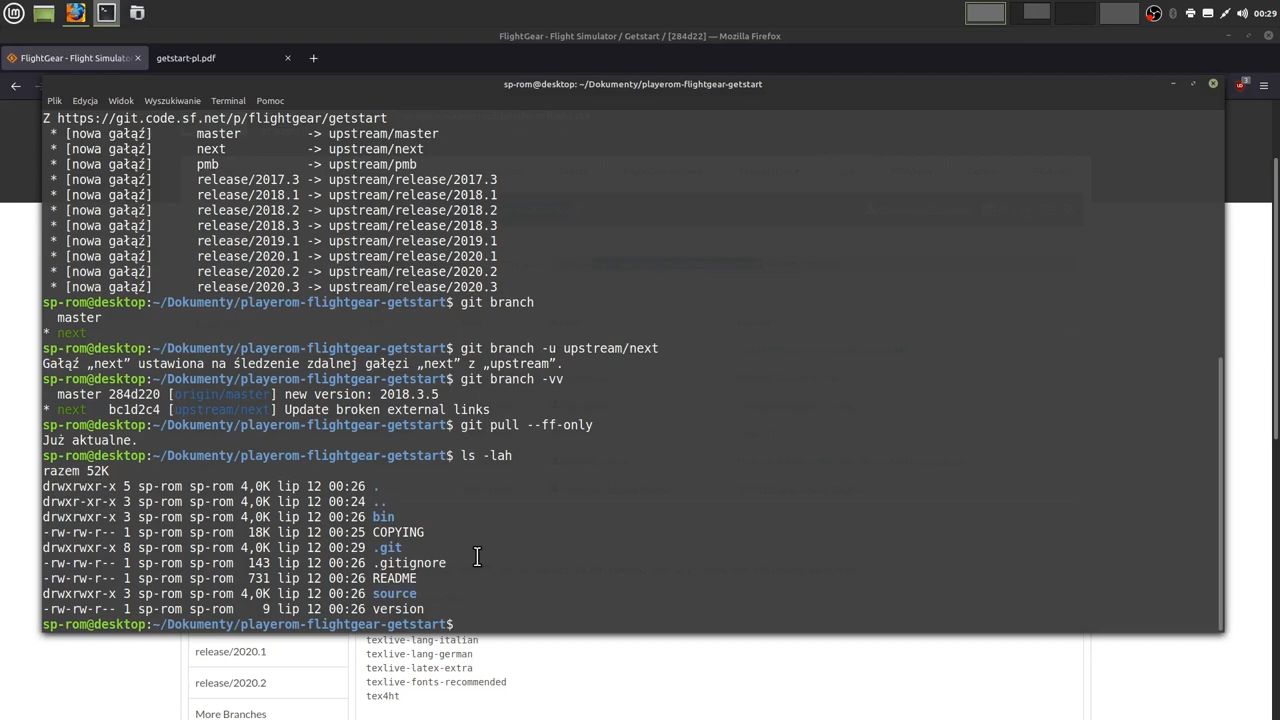 00:29
FlightGear - Flight Simulator / Getstart / [284d22] — Mozilla Firefox
FlightGear - Flight Simulato
getstart-pl.pdf
sp-rom@desktop: ~/Dokumenty/playerom-flightgear-getstart
3
Plik Edycja Widok Wyszukiwanie Terminal Pomoc
Z https://git.code.sf.net/p/flightgear/getstart
* [nowa gałąź] master -> upstream/master
* [nowa gałąź] next -> upstream/next
* [nowa gałąź] pmb -> upstream/pmb
* [nowa gałąź] release/2017.3 -> upstream/release/2017.3
* [nowa gałąź] release/2018.1 -> upstream/release/2018.1
* [nowa gałąź] release/2018.2 -> upstream/release/2018.2
* [nowa gałąź] release/2018.3 -> upstream/release/2018.3
* [nowa gałąź] release/2019.1 -> upstream/release/2019.1
* [nowa gałąź] release/2020.1 -> upstream/release/2020.1
* [nowa gałąź] release/2020.2 -> upstream/release/2020.2
* [nowa gałąź] release/2020.3 -> upstream/release/2020.3
sp-rom@desktop:~/Dokumenty/playerom-flightgear-getstart$ git branch
master
* next
sp-rom@desktop:~/Dokumenty/playerom-flightgear-getstart$ git branch -u upstream/next
Gałąź „next” ustawiona na śledzenie zdalnej gałęzi „next” z „upstream”.
sp-rom@desktop:~/Dokumenty/playerom-flightgear-getstart$ git branch -vv
master 284d220 [origin/master] new version: 2018.3.5
* next bc1d2c4 [upstream/next] Update broken external links
sp-rom@desktop:~/Dokumenty/playerom-flightgear-getstart$ git pull --ff-only
Już aktualne.
sp-rom@desktop:~/Dokumenty/playerom-flightgear-getstart$ ls -lah
razem 52K
drwxrwxr-x 5 sp-rom sp-rom 4,0K lip 12 00:26 .
drwxr-xr-x 3 sp-rom sp-rom 4,0K lip 12 00:24 ..
drwxrwxr-x 3 sp-rom sp-rom 4,0K lip 12 00:26 bin
-rw-rw-r-- 1 sp-rom sp-rom 18K lip 12 00:25 COPYING
drwxrwxr-x 8 sp-rom sp-rom 4,0K lip 12 00:29 .git
-rw-rw-r-- 1 sp-rom sp-rom 143 lip 12 00:26 .gitignore
-rw-rw-r-- 1 sp-rom sp-rom 731 lip 12 00:26 README
drwxrwxr-x 3 sp-rom sp-rom 4,0K lip 12 00:26 source
-rw-rw-r-- 1 sp-rom sp-rom 9 lip 12 00:26 version
sp-rom@desktop:~/Dokumenty/playerom-flightgear-getstart$
release/2020.1
release/2020.2
More Branches
texlive-lang-italian
texlive-lang-german
texlive-latex-extra
texlive-fonts-recommended
tex4ht